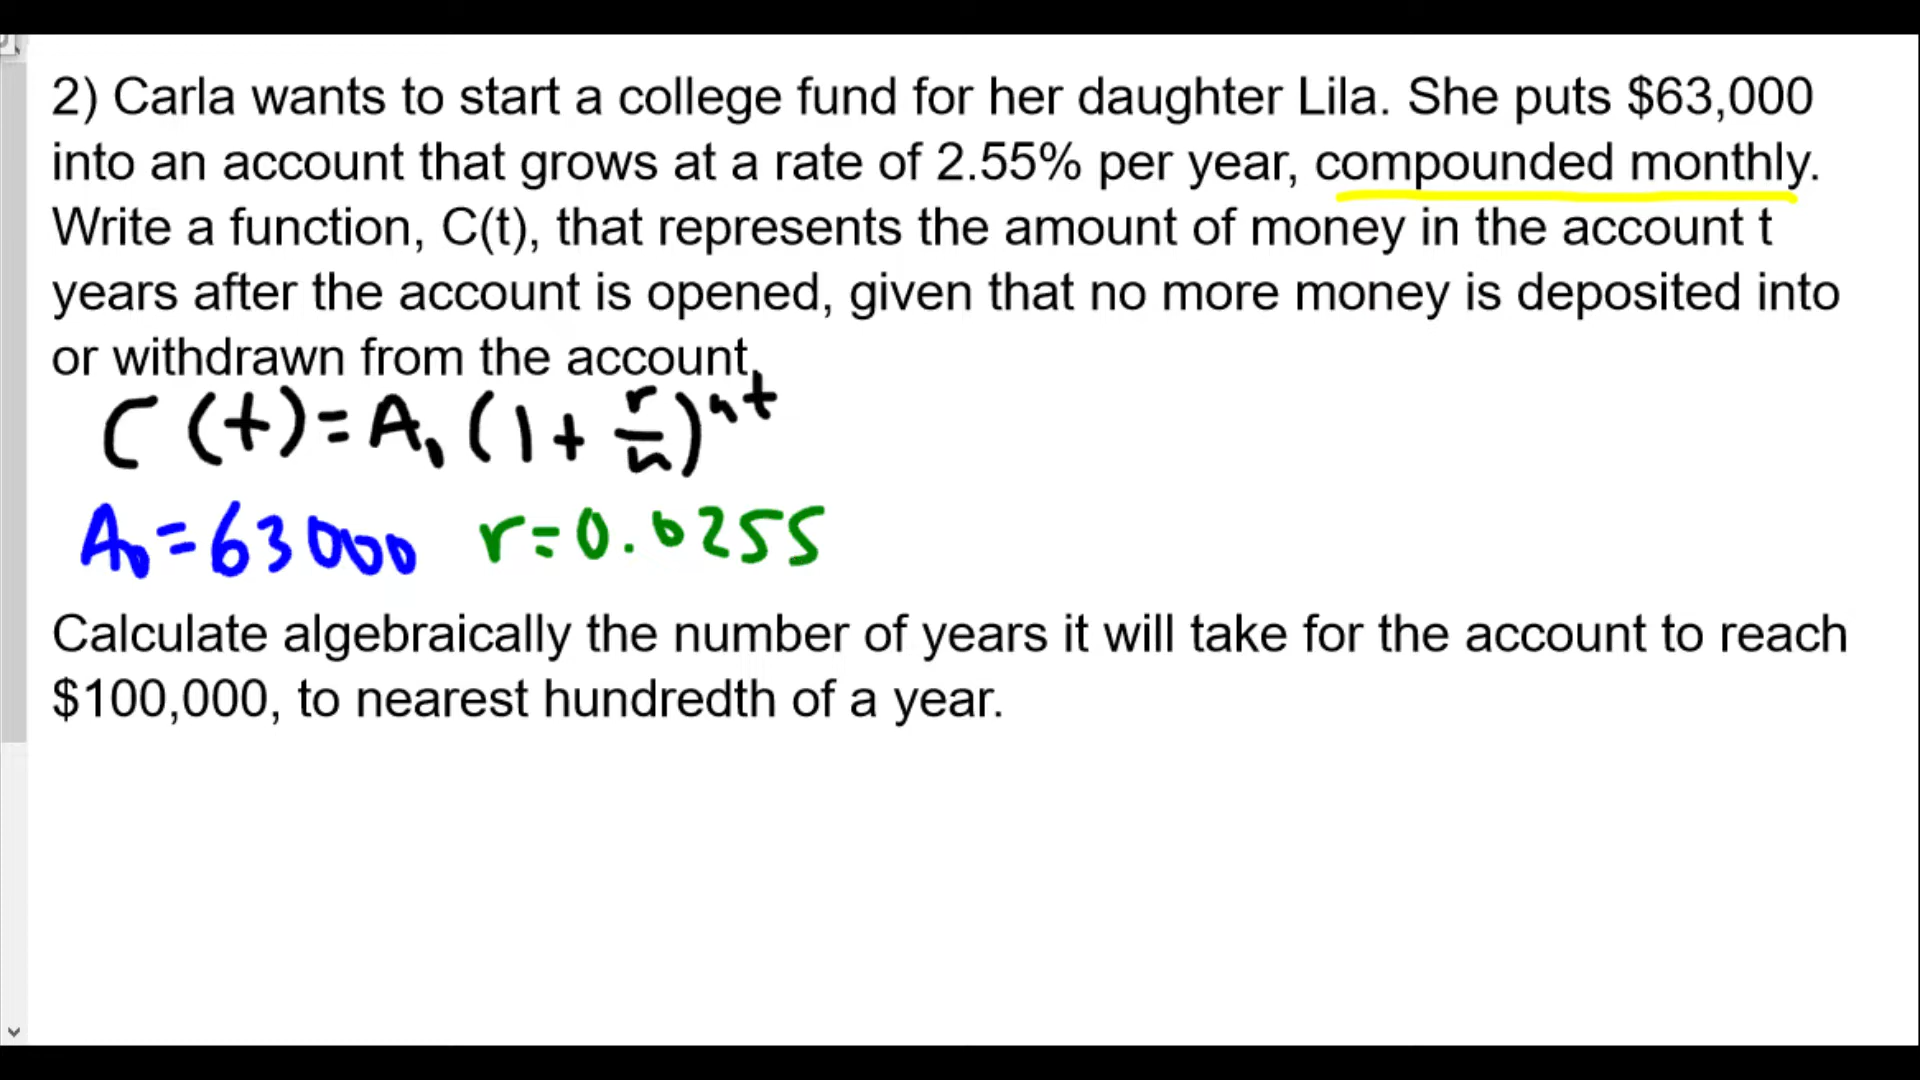 2) Carla wants to start a college fund for her daughter Lila. She puts $63,000
into an account that grows at a rate of 2.55% per year, compounded monthly.
Write a function, C(t), that represents the amount of money in the account t
years after the account is opened, given that no more money is deposited into
or withdrawn from the account.
C(t)=A₀(1+r/n)^nt
A₀=63000 r=0.0255
Calculate algebraically the number of years it will take for the account to reach
$100,000, to nearest hundredth of a year.